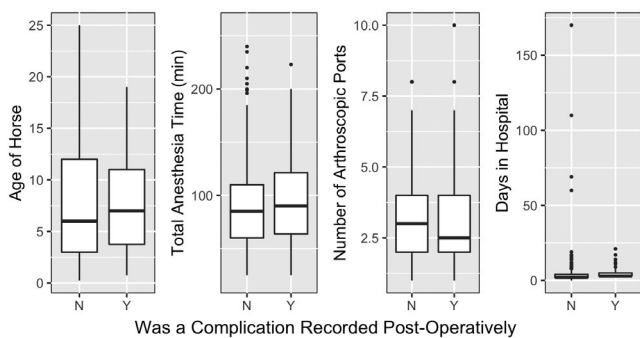 Age of Horse
25
20
15
10
5
0
N Y
Total Anesthesia Time (min)
200
100
N Y
Number of Arthroscopic Ports
10.0
7.5
5.0
2.5
N Y
Days in Hospital
150
100
50
0
N Y
Was a Complication Recorded Post-Operatively